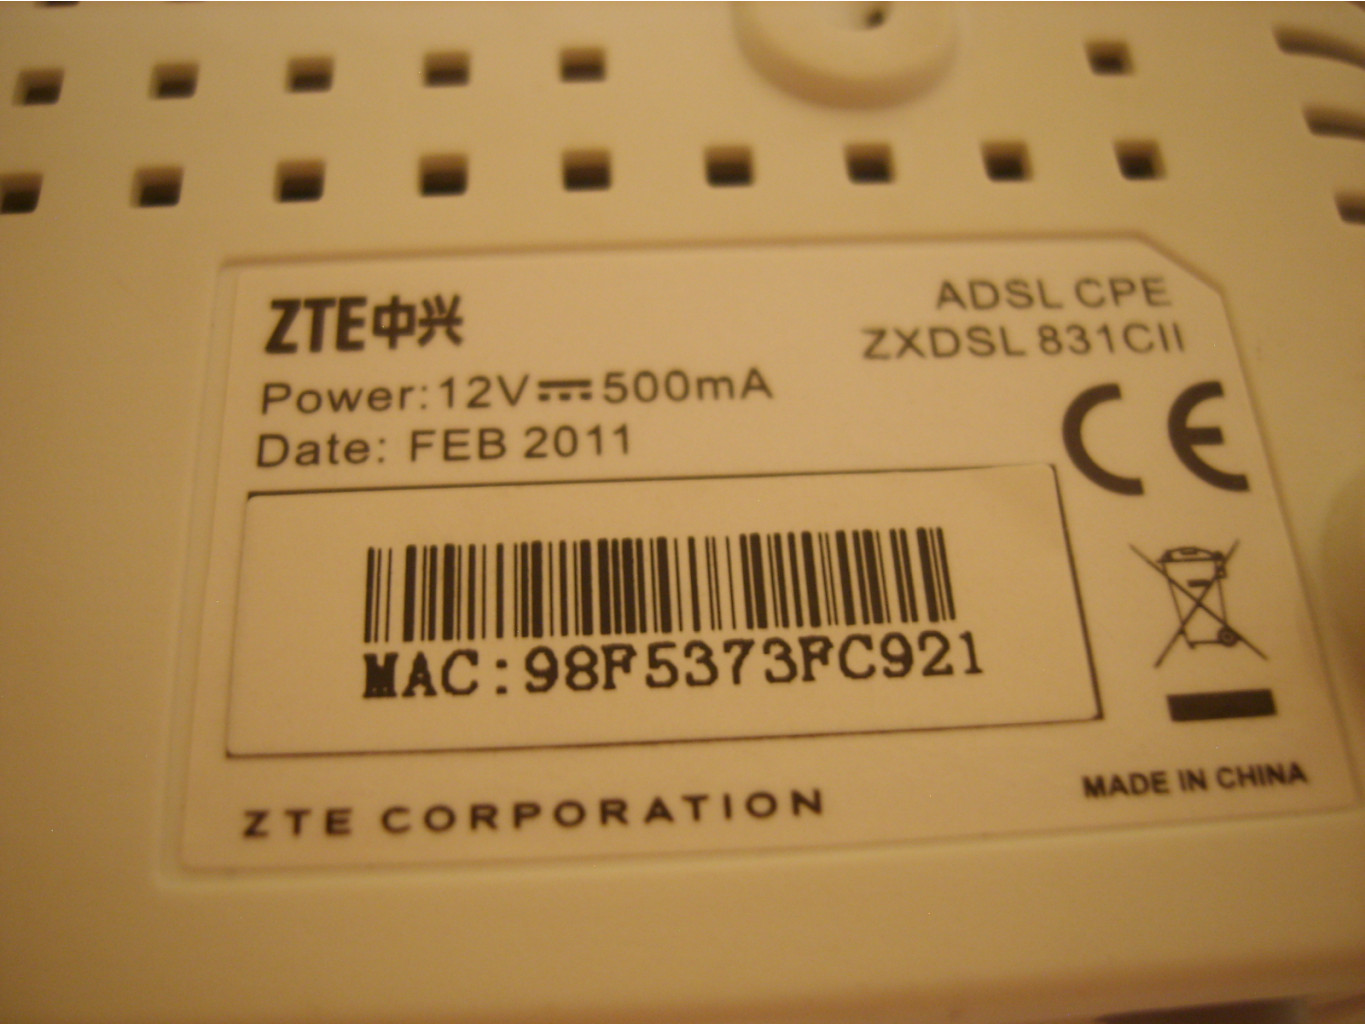 ZTE中兴
ADSL CPE
ZXDSL 831CII
Power:12V⎓500mA
Date: FEB 2011
CE
MAC:98F5373FC921
ZTE CORPORATION
MADE IN CHINA